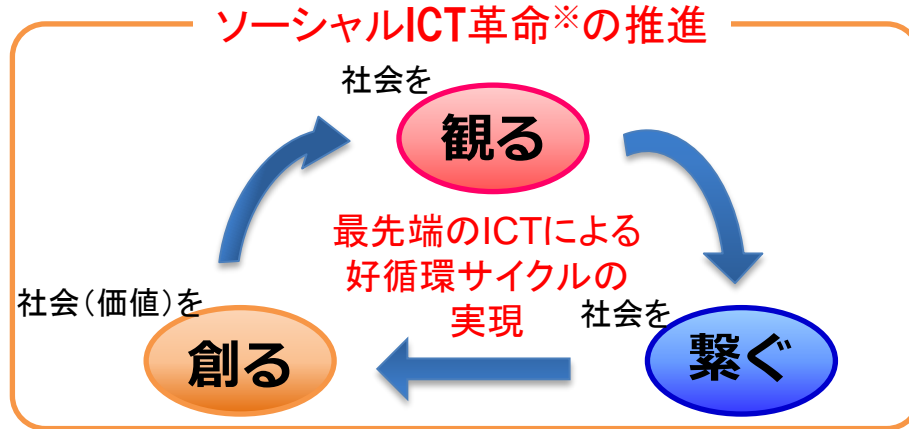 ソーシャルICT革命※の推進
社会を
観る
最先端のICTによる
好循環サイクルの
実現
社会(価値)を
創る
社会を
繋ぐ